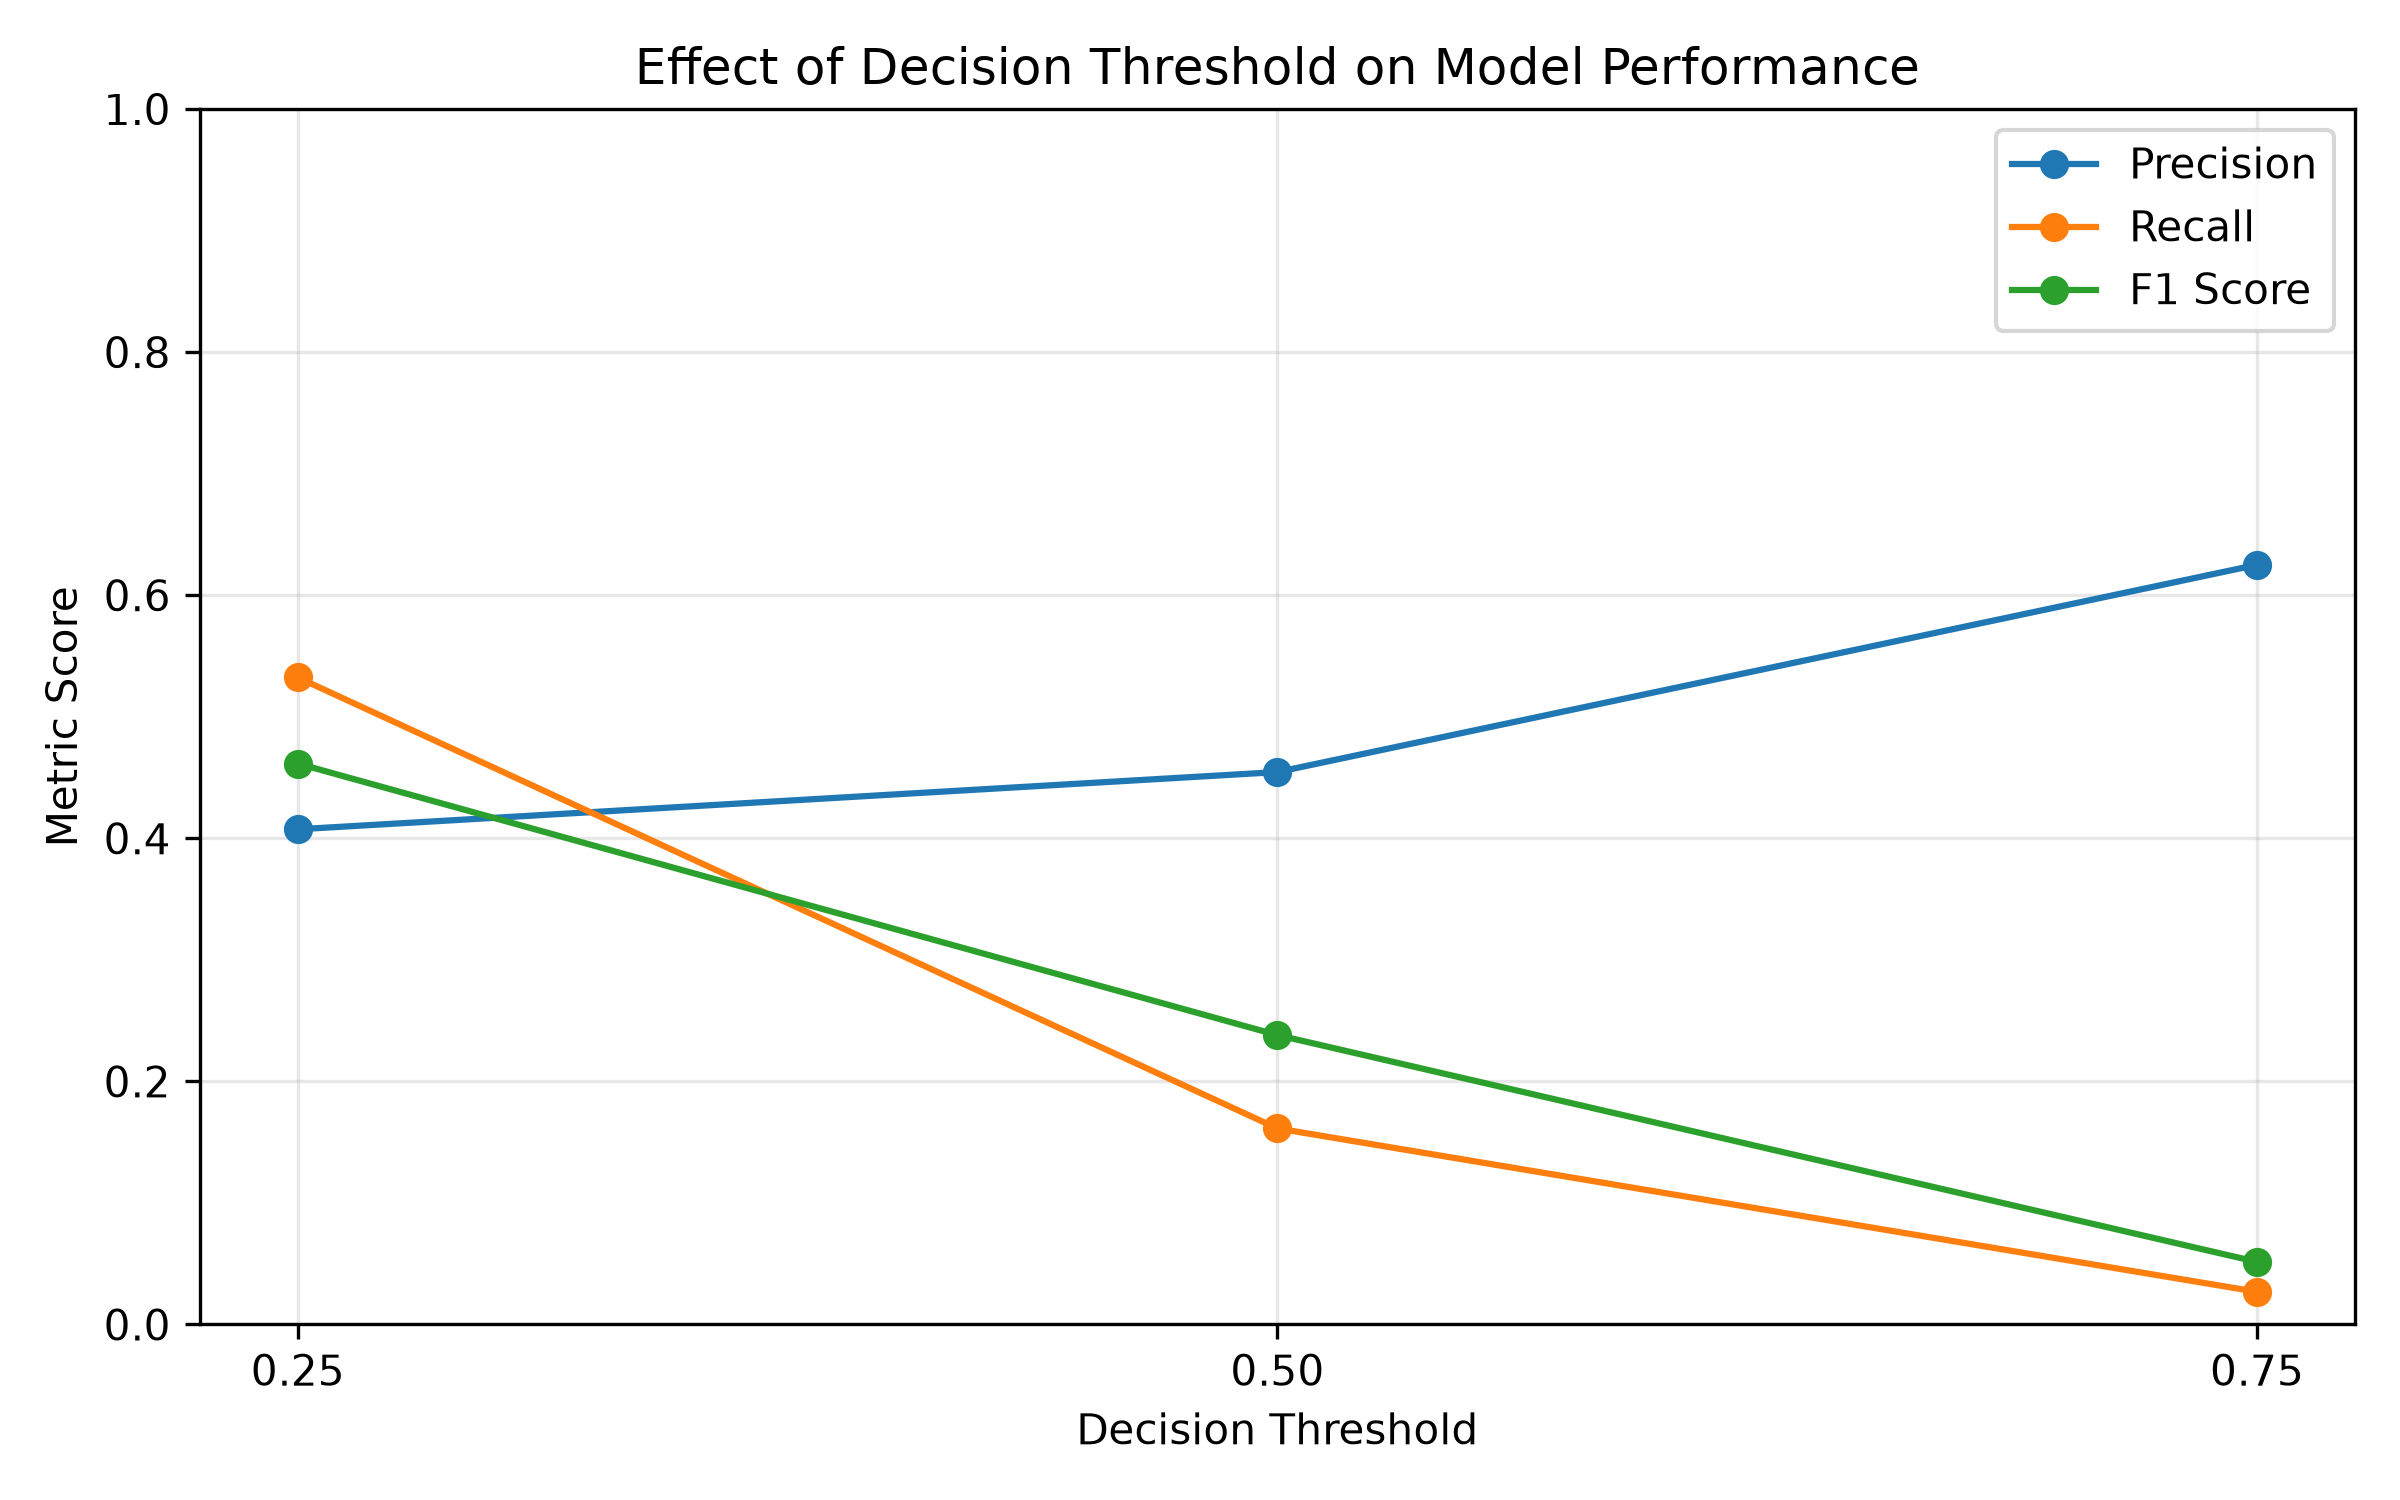 Effect of Decision Threshold on Model Performance
1.0
0.8
0.6
0.4
0.2
0.0
Metric Score
Precision
Recall
F1 Score
0.25 0.50 0.75
Decision Threshold